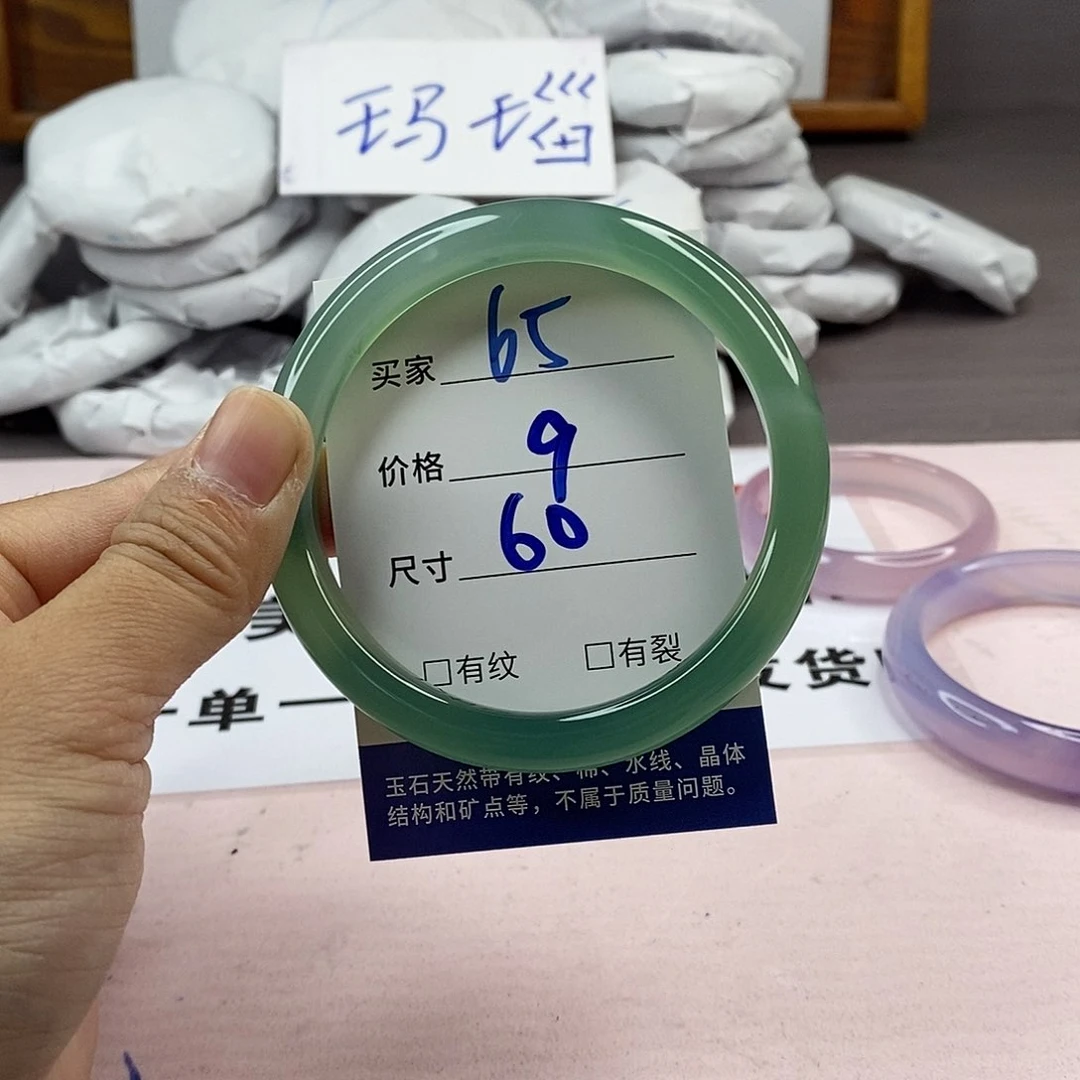 玛瑙
买家 65
价格 9
尺寸 60
□有纹 □有裂
单一
发货
玉石天然带有纹、棉、水线、晶体
结构和矿点等，不属于质量问题。